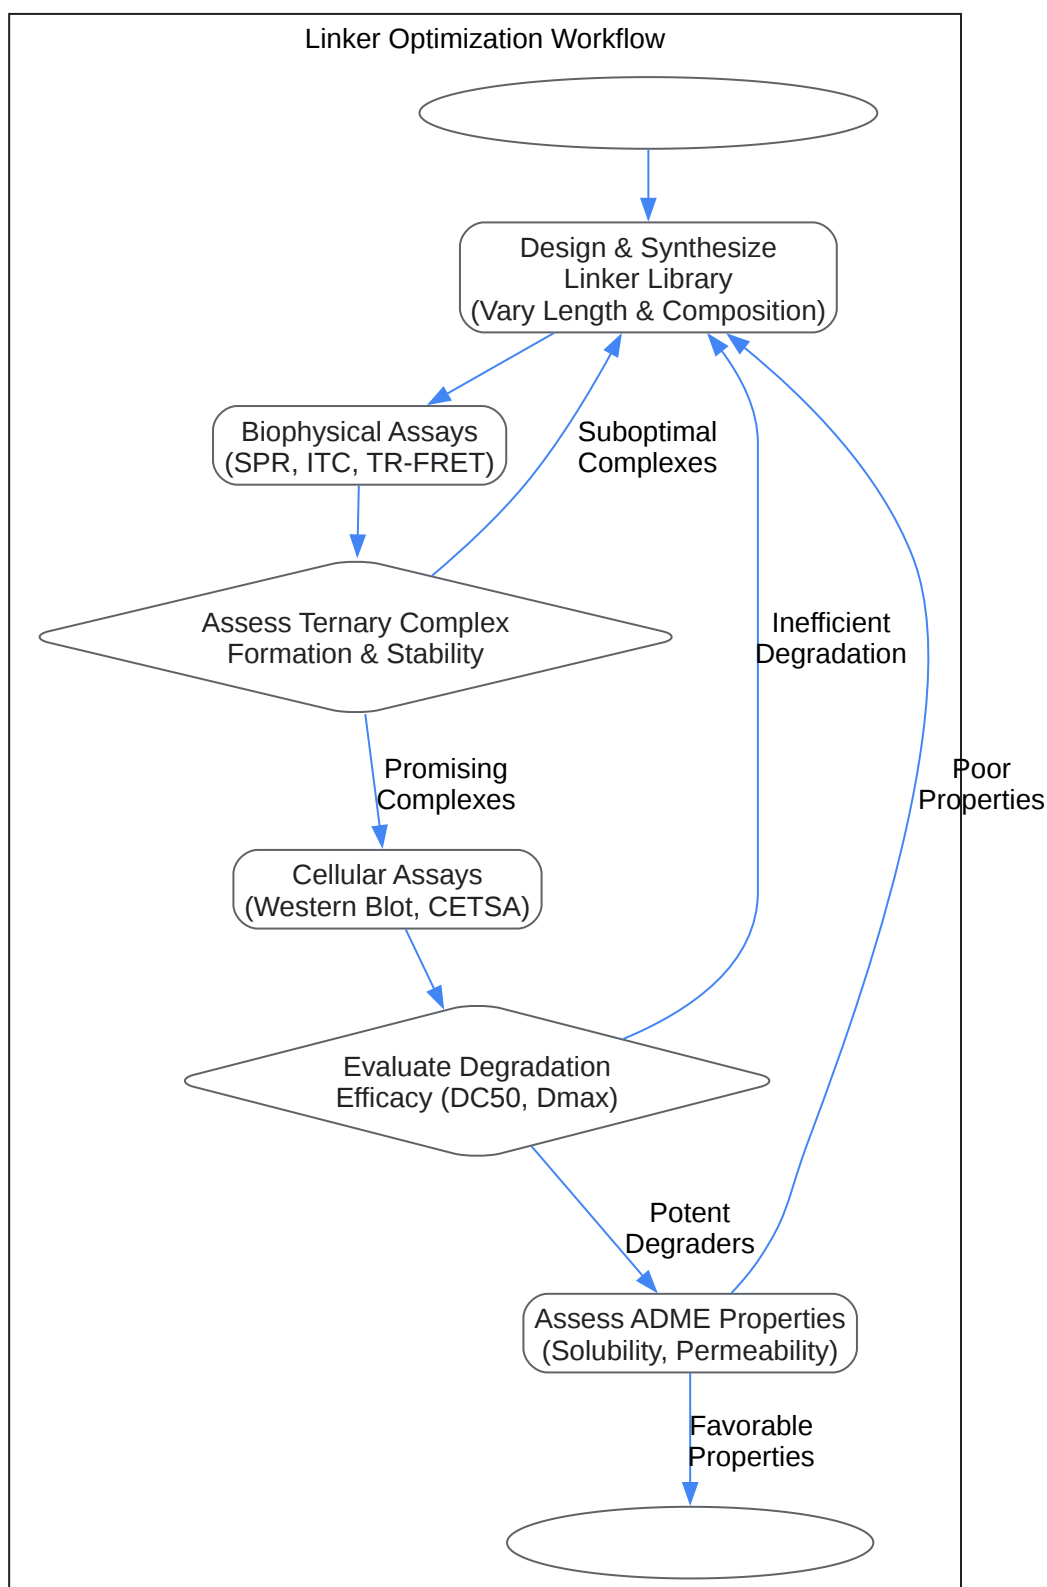 Linker Optimization Workflow
Design & Synthesize
Linker Library
(Vary Length & Composition)
Biophysical Assays
(SPR, ITC, TR-FRET)
Suboptimal
Complexes
Assess Ternary Complex
Formation & Stability
Inefficient
Degradation
Promising
Complexes
Poor
Properties
Cellular Assays
(Western Blot, CETSA)
Evaluate Degradation
Efficacy (DC50, Dmax)
Potent
Degraders
Assess ADME Properties
(Solubility, Permeability)
Favorable
Properties